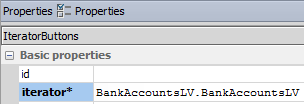 Properties Properties
IteratorButtons
Basic properties
id
iterator* BankAccountsLV.BankAccountsLV